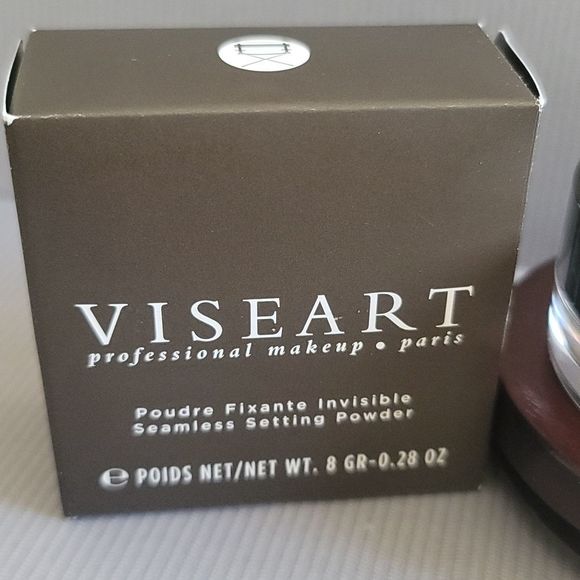 VISEART
professional makeup • paris
Poudre Fixante Invisible
Seamless Setting Powder
℮ POIDS NET/NET WT. 8 GR-0.28 OZ